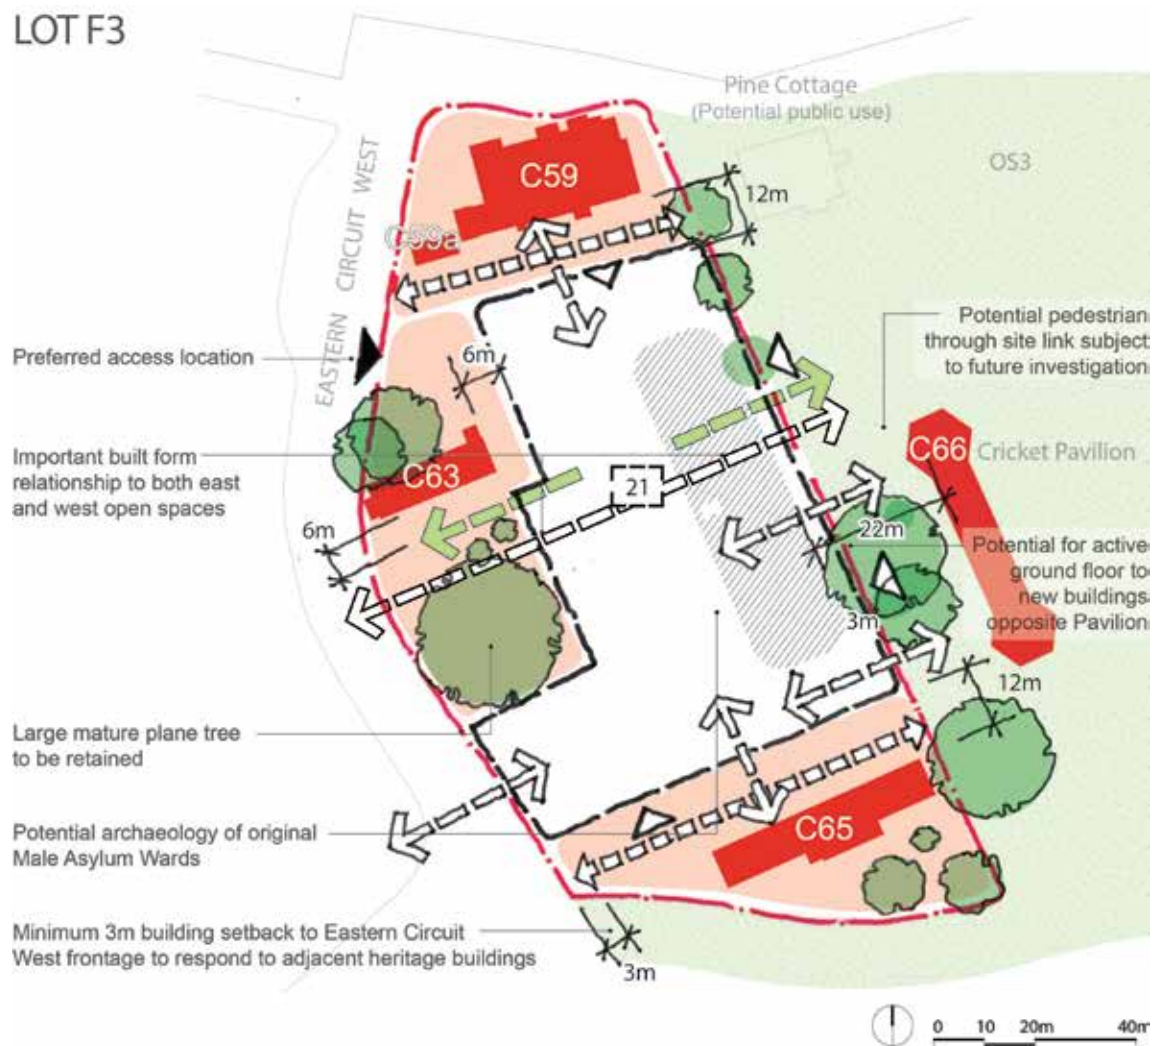 LOT F3
Pine Cottage
(Potential public use)
OS3
C59
12m
C59a
EASTERN CIRCUIT WEST
Preferred access location
6m
Potential pedestrian
through site link subject
to future investigation
Important built form
relationship to both east
and west open spaces
C63
21
C66
Cricket Pavilion
6m
22m
Potential for active
ground floor to
new buildings
opposite Pavilion
3m
12m
Large mature plane tree
to be retained
Potential archaeology of original
Male Asylum Wards
C65
Minimum 3m building setback to Eastern Circuit
West frontage to respond to adjacent heritage buildings
3m
0 10 20m 40m